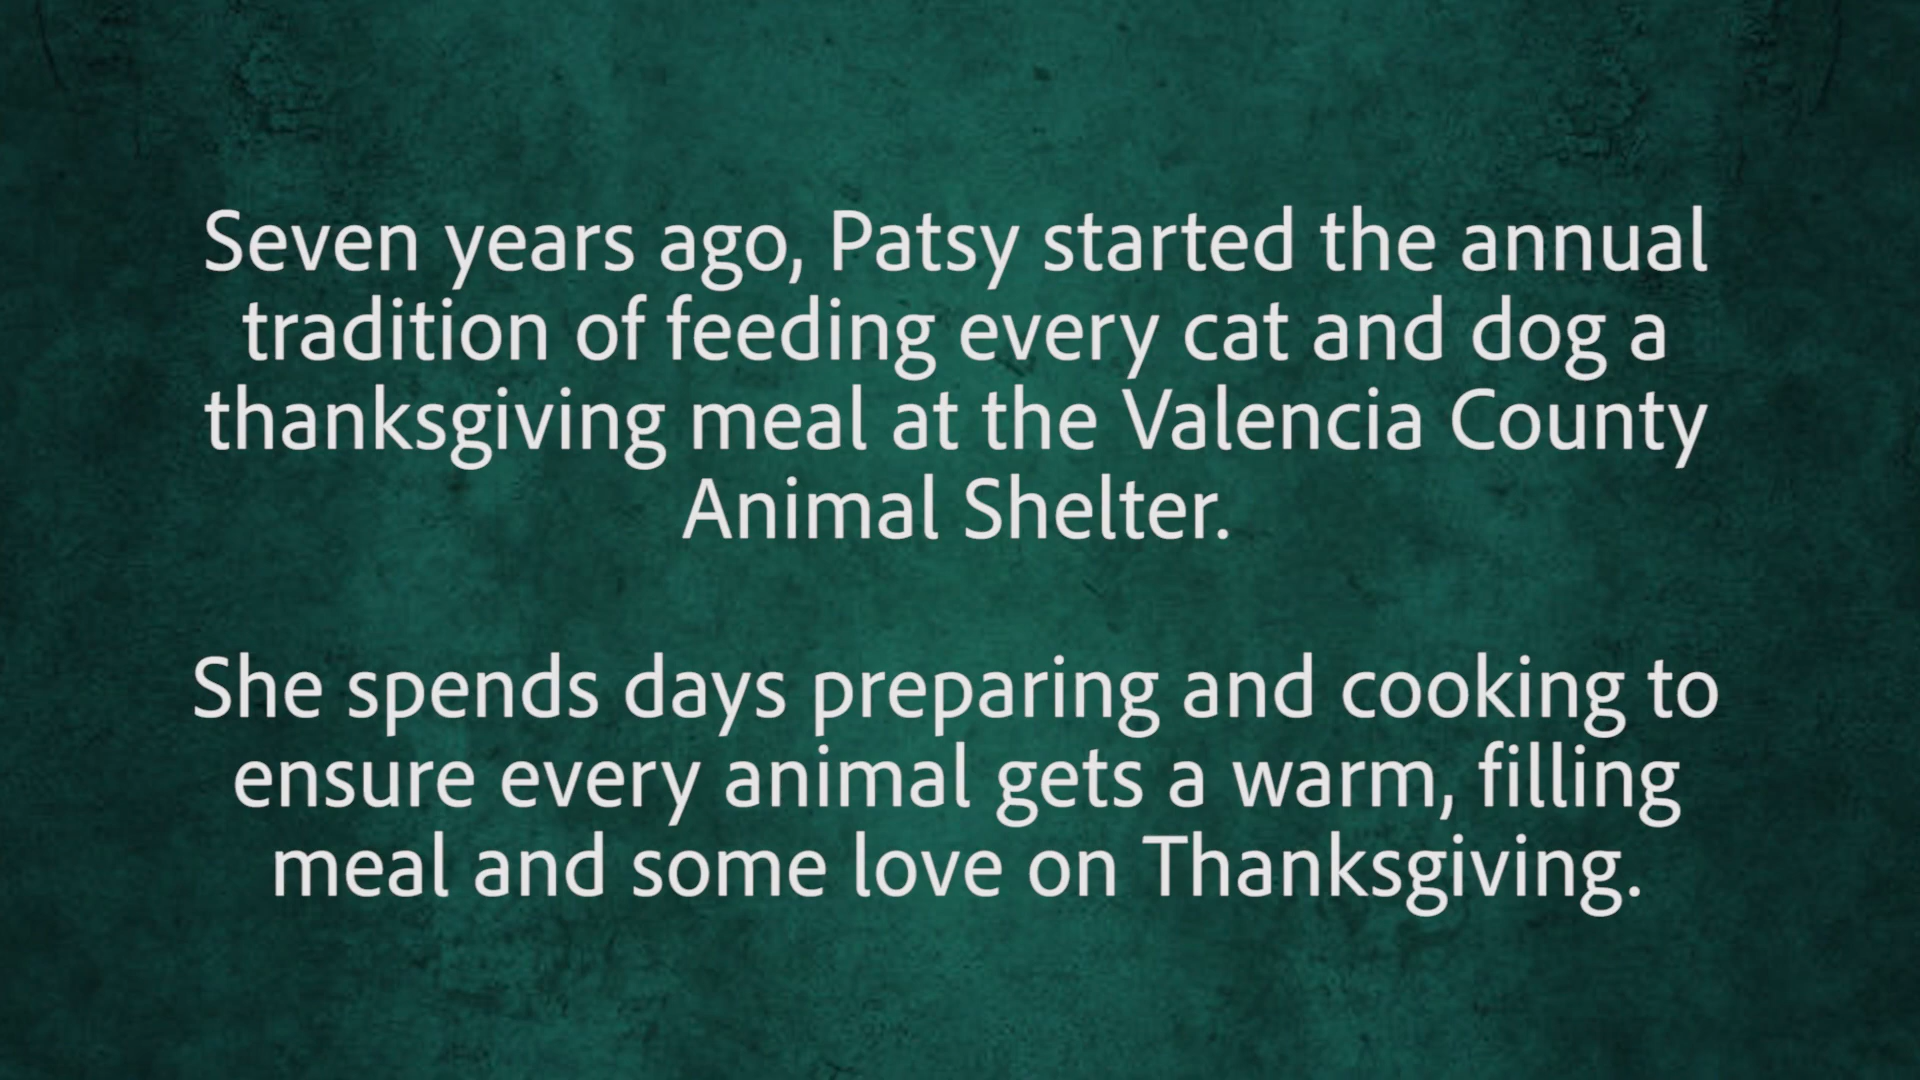 Seven years ago, Patsy started the annual
tradition of feeding every cat and dog a
thanksgiving meal at the Valencia County
Animal Shelter.
She spends days preparing and cooking to
ensure every animal gets a warm, filling
meal and some love on Thanksgiving.